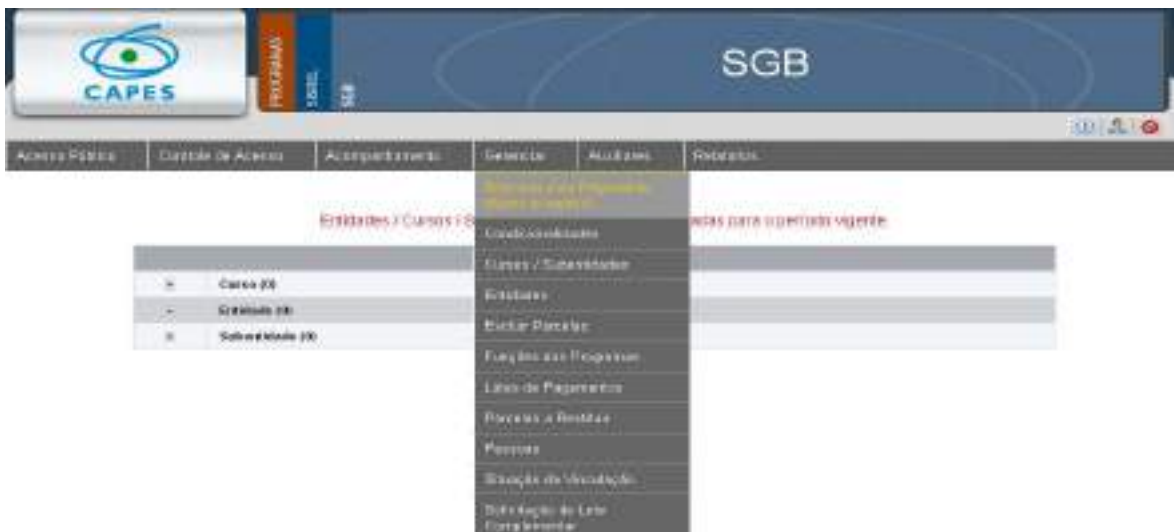 CAPES
PROGRAMAS
SGB
SGB
Acesso Público
Controle de Acesso
Acompanhamento
Gerenciar
Auxiliares
Relatórios
Entidades / Cursos / S
adas para o período vigente.
Curso (0)
Entidade (0)
Subentidade (0)
Condicionalidades
Cursos / Subentidades
Entidades
Excluir Parcelas
Funções dos Programas
Lotes de Pagamentos
Parcelas a Restituir
Pessoas
Situação de Vinculação
Solicitação de Lote
Complementar